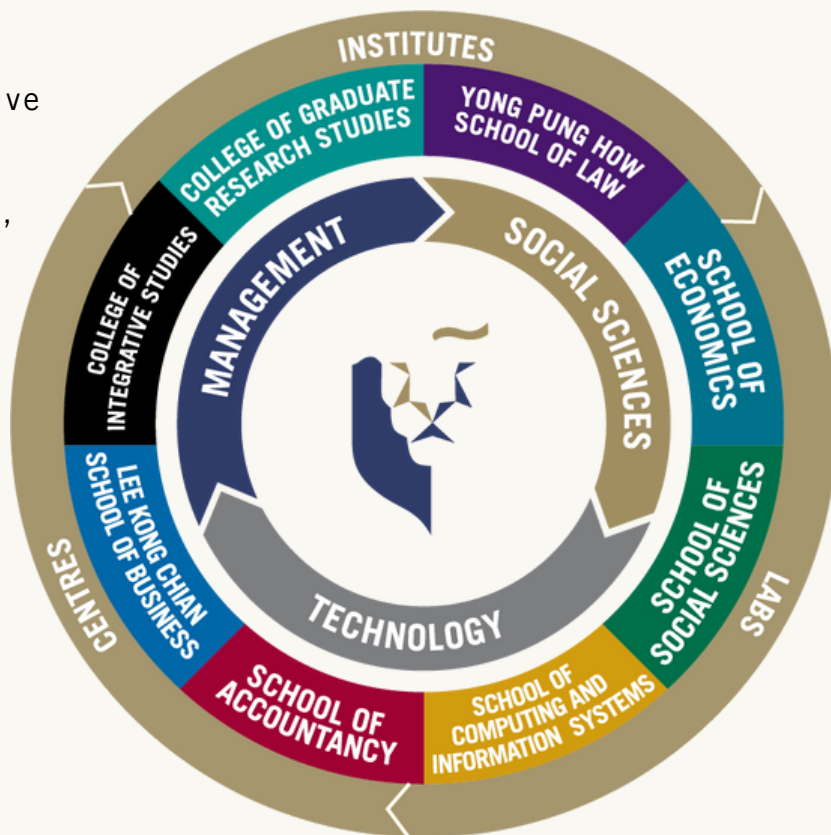 ve
,
INSTITUTES
COLLEGE OF GRADUATE
RESEARCH STUDIES
YONG PUNG HOW
SCHOOL OF LAW
SCHOOL OF
ECONOMICS
SCHOOL OF
SOCIAL SCIENCES
SCHOOL OF
COMPUTING AND
INFORMATION SYSTEMS
SCHOOL OF
ACCOUNTANCY
LEE KONG CHIAN
SCHOOL OF BUSINESS
COLLEGE OF
INTEGRATIVE STUDIES
MANAGEMENT
SOCIAL SCIENCES
TECHNOLOGY
LABS
CENTRES